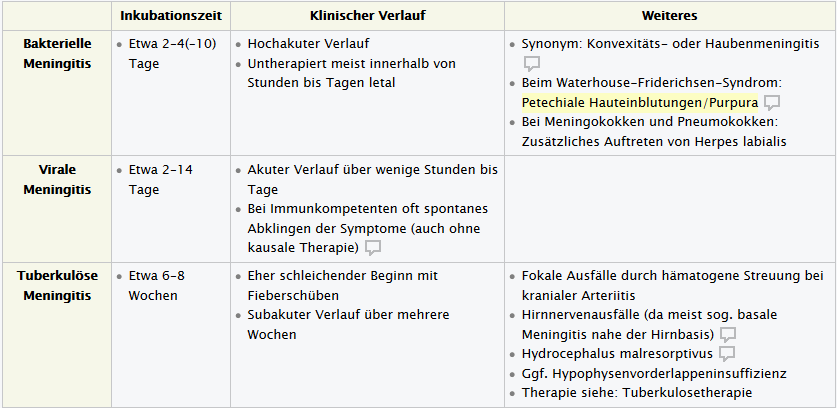 Inkubationszeit
Klinischer Verlauf
Weiteres
Bakterielle
Meningitis
Etwa 2-4(-10)
Tage
Hochakuter Verlauf
Untherapiert meist innerhalb von
Stunden bis Tagen letal
Synonym: Konvexitäts- oder Haubenmeningitis
Beim Waterhouse-Friderichsen-Syndrom:
Petechiale Hauteinblutungen/Purpura
Bei Meningokokken und Pneumokokken:
Zusätzliches Auftreten von Herpes labialis
Virale
Meningitis
Etwa 2-14
Tage
Akuter Verlauf über wenige Stunden bis
Tage
Bei Immunkompetenten oft spontanes
Abklingen der Symptome (auch ohne
kausale Therapie)
Tuberkulöse
Meningitis
Etwa 6-8
Wochen
Eher schleichender Beginn mit
Fieberschüben
Subakuter Verlauf über mehrere
Wochen
Fokale Ausfälle durch hämatogene Streuung bei
kranialer Arteriitis
Hirnnervenausfälle (da meist sog. basale
Meningitis nahe der Hirnbasis)
Hydrocephalus malresorptivus
Ggf. Hypophysenvorderlappeninsuffizienz
Therapie siehe: Tuberkulosetherapie